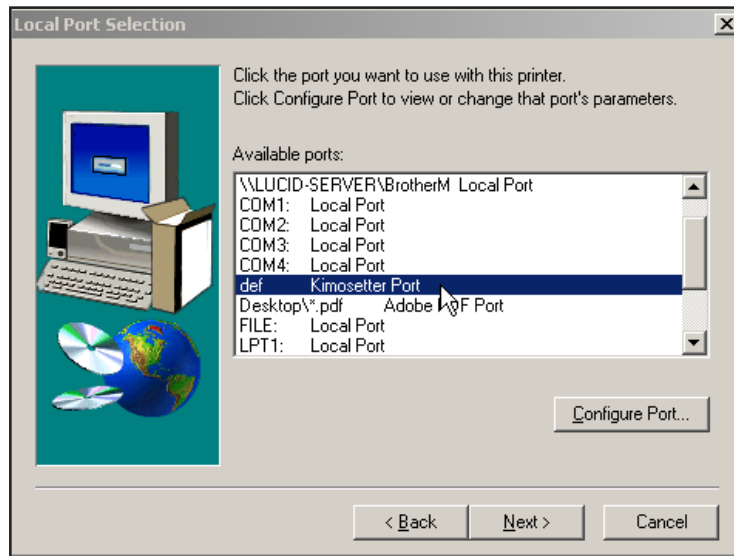 Local Port Selection
Click the port you want to use with this printer.
Click Configure Port to view or change that port's parameters.
Available ports:
\\LUCID-SERVER\BrotherM Local Port
COM1: Local Port
COM2: Local Port
COM3: Local Port
COM4: Local Port
def Kimosetter Port
Desktop\*.pdf Adobe PDF Port
FILE: Local Port
LPT1: Local Port
Configure Port...
< Back Next > Cancel